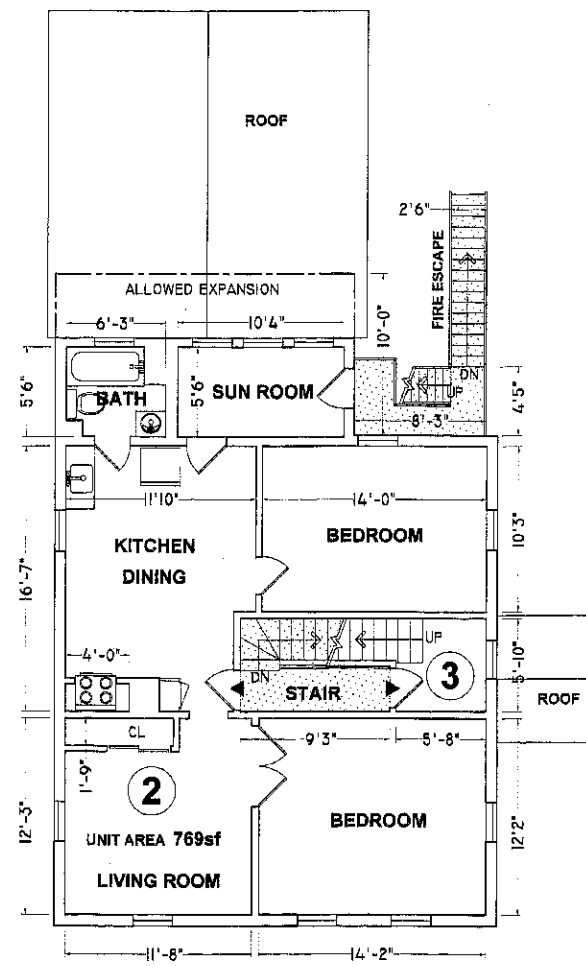 ROOF
2'6"
FIRE ESCAPE
ALLOWED EXPANSION
6'-3"
10'4"
10'-0"
5'6"
BATH
5'6"
SUN ROOM
DN
UP
4'5"
8'-3"
11'10"
14'-0"
KITCHEN
DINING
BEDROOM
10'3"
16'-7"
4'-0"
UP
DN
STAIR
3
5'-10"
ROOF
CL
9'3"
5'-8"
1'-9"
2
12'-3"
UNIT AREA 769sf
BEDROOM
12'2"
LIVING ROOM
11'-8"
14'-2"